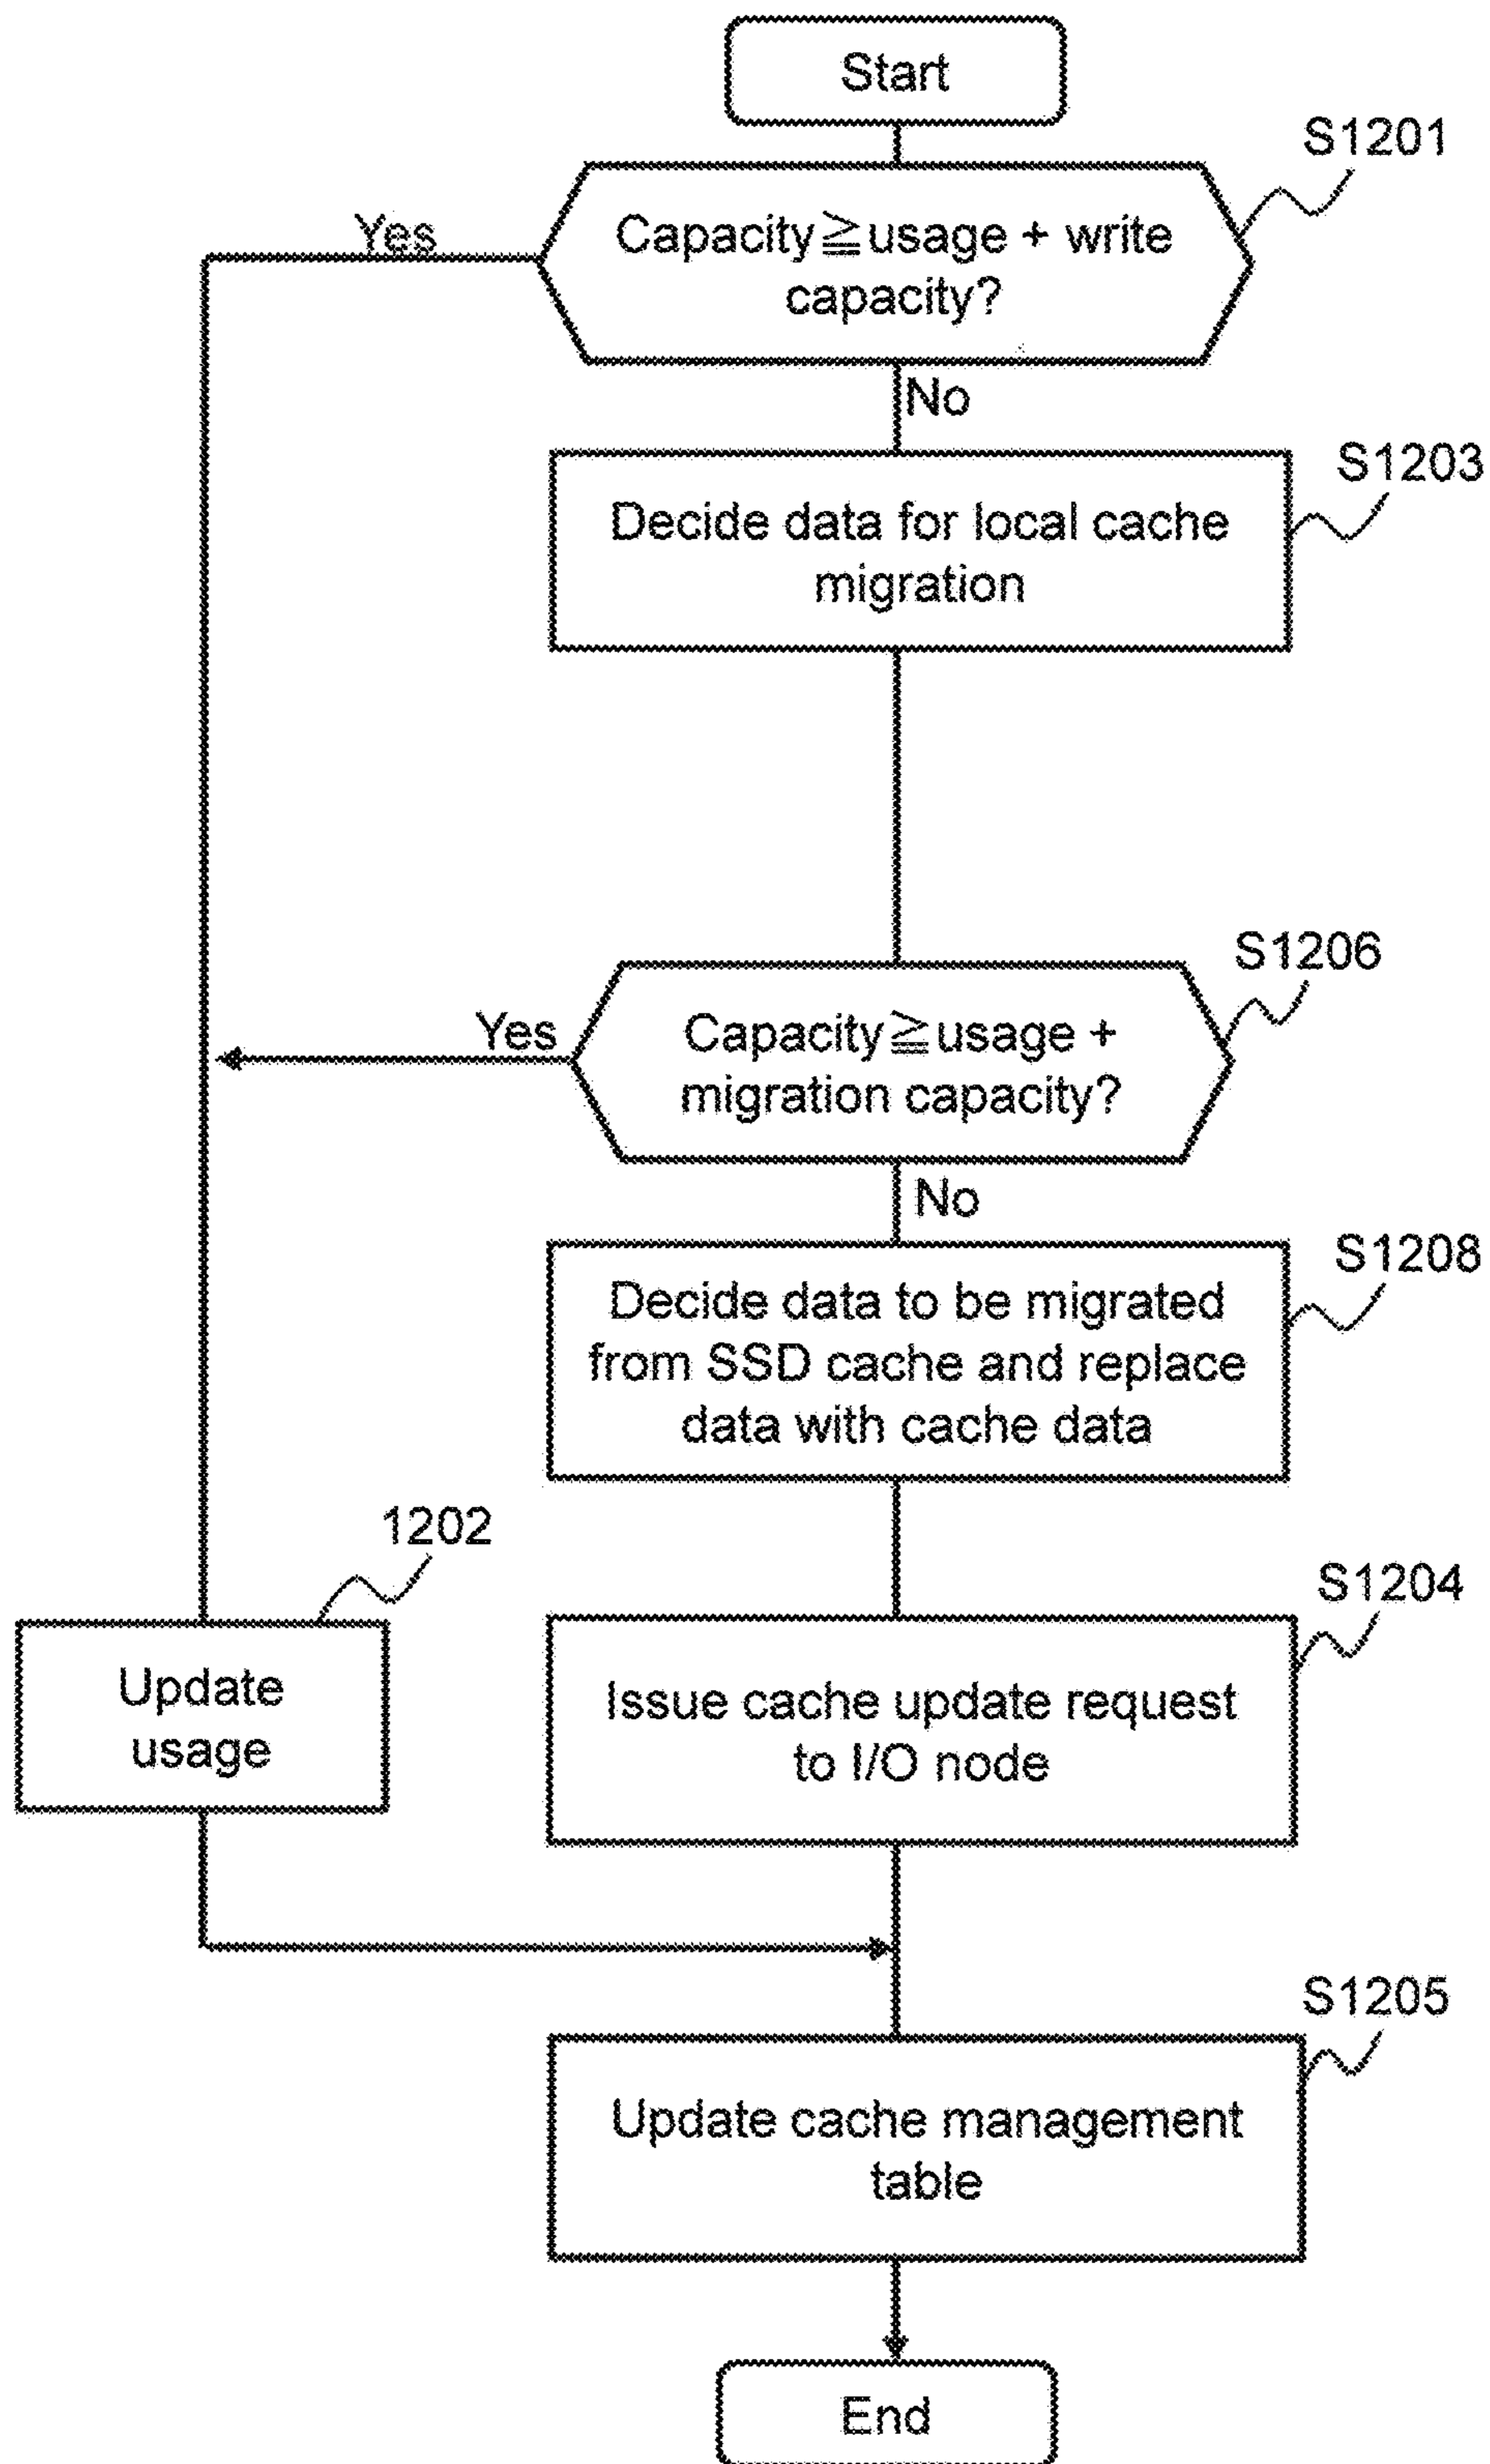 Start
S1201
Yes
Capacity≧usage + write
capacity?
No
S1203
Decide data for local cache
migration
S1206
Yes
Capacity≧usage +
migration capacity?
No
S1208
Decide data to be migrated
from SSD cache and replace
data with cache data
1202
S1204
Update
usage
Issue cache update request
to I/O node
S1205
Update cache management
table
End